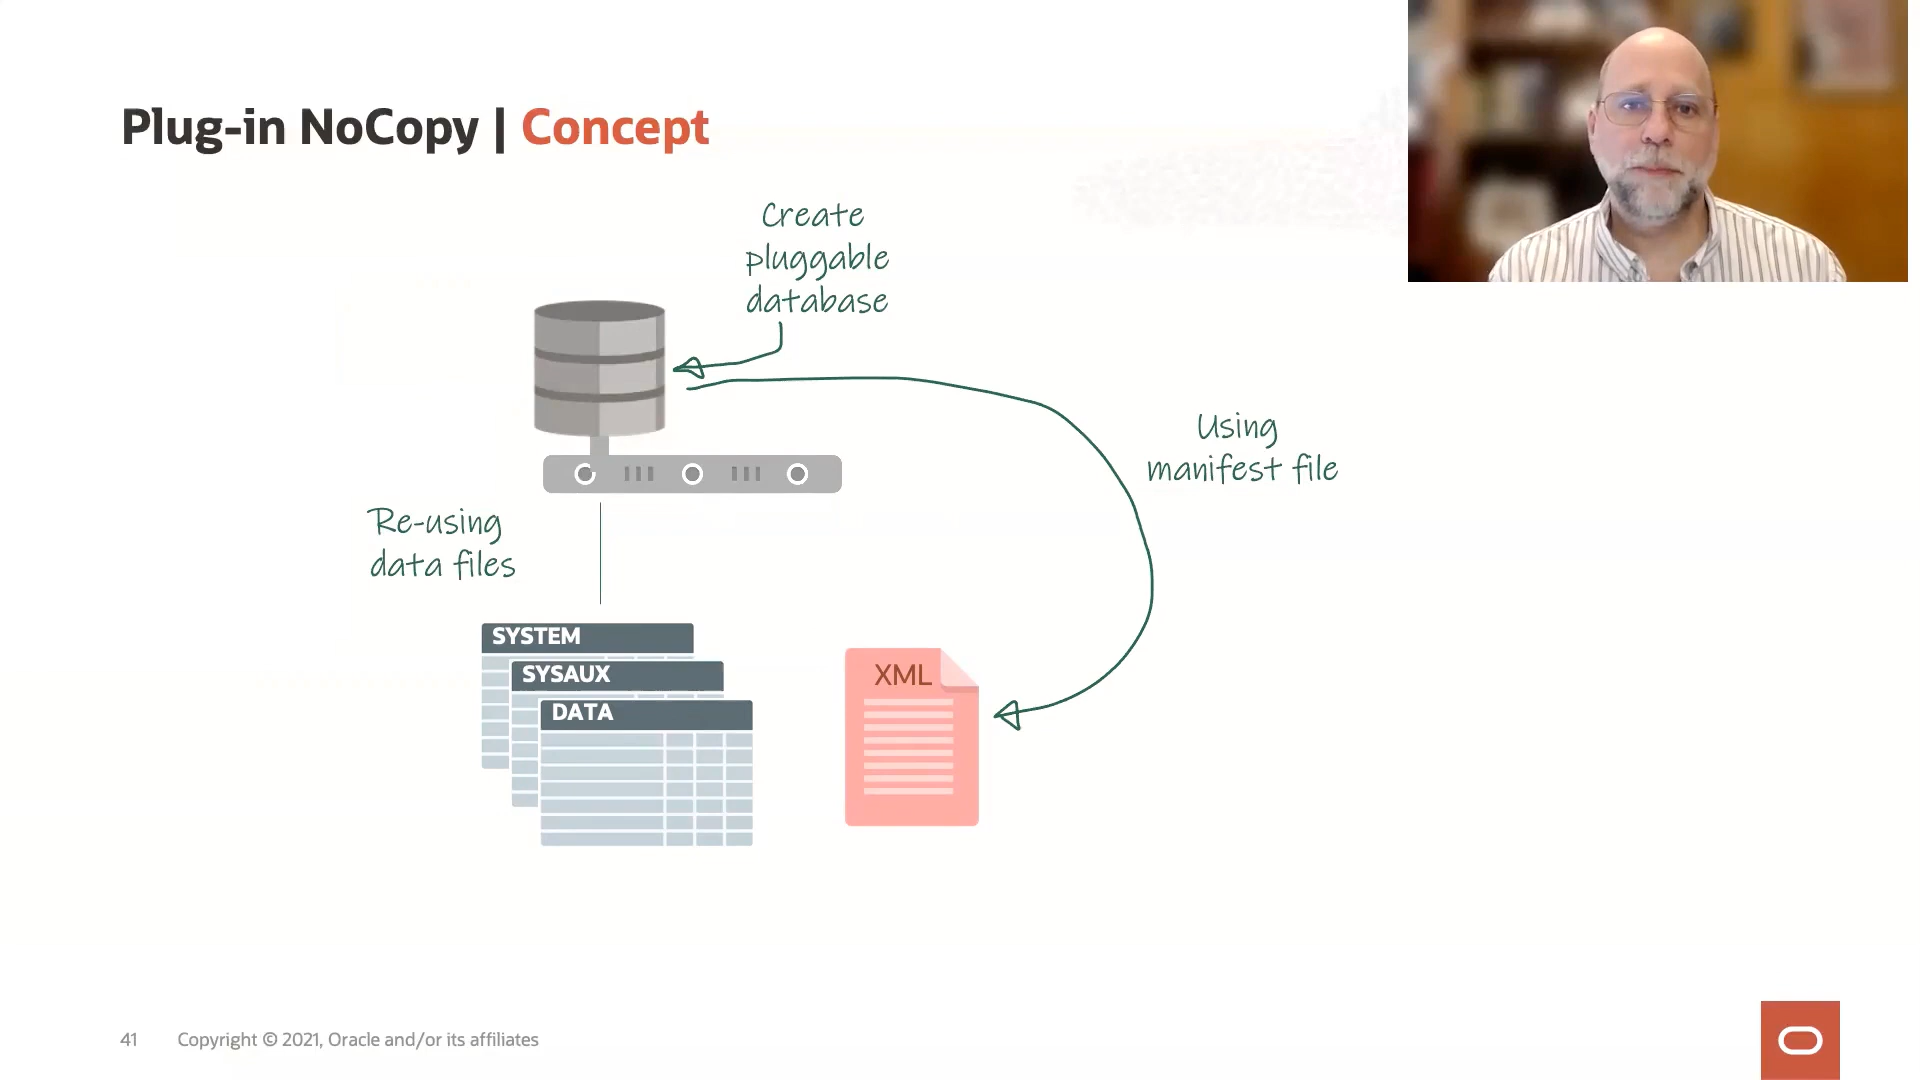 Plug-in NoCopy | Concept
Create
pluggable
database
Using
manifest file
Re-using
data files
SYSTEM
SYSAUX
DATA
XML
41 Copyright © 2021, Oracle and/or its affiliates